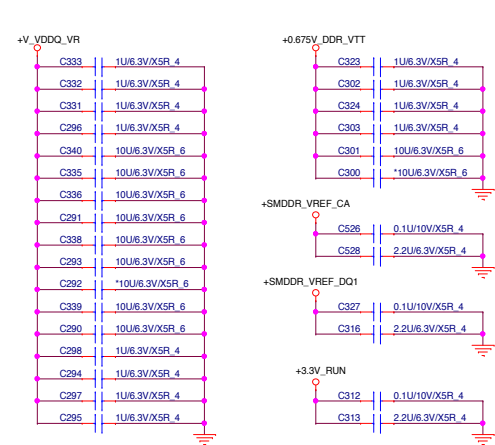 +V_VDDQ_VR
C333 1U/6.3V/X5R_4
C332 1U/6.3V/X5R_4
C331 1U/6.3V/X5R_4
C296 1U/6.3V/X5R_4
C340 10U/6.3V/X5R_6
C335 10U/6.3V/X5R_6
C336 10U/6.3V/X5R_6
C291 10U/6.3V/X5R_6
C338 10U/6.3V/X5R_6
C293 10U/6.3V/X5R_6
C292 *10U/6.3V/X5R_6
C339 10U/6.3V/X5R_6
C290 10U/6.3V/X5R_6
C298 1U/6.3V/X5R_4
C294 1U/6.3V/X5R_4
C297 1U/6.3V/X5R_4
C295 1U/6.3V/X5R_4
+0.675V_DDR_VTT
C323 1U/6.3V/X5R_4
C302 1U/6.3V/X5R_4
C324 1U/6.3V/X5R_4
C303 1U/6.3V/X5R_4
C301 10U/6.3V/X5R_6
C300 *10U/6.3V/X5R_6
+SMDDR_VREF_CA
C526 0.1U/10V/X5R_4
C528 2.2U/6.3V/X5R_4
+SMDDR_VREF_DQ1
C327 0.1U/10V/X5R_4
C316 2.2U/6.3V/X5R_4
+3.3V_RUN
C312 0.1U/10V/X5R_4
C313 2.2U/6.3V/X5R_4